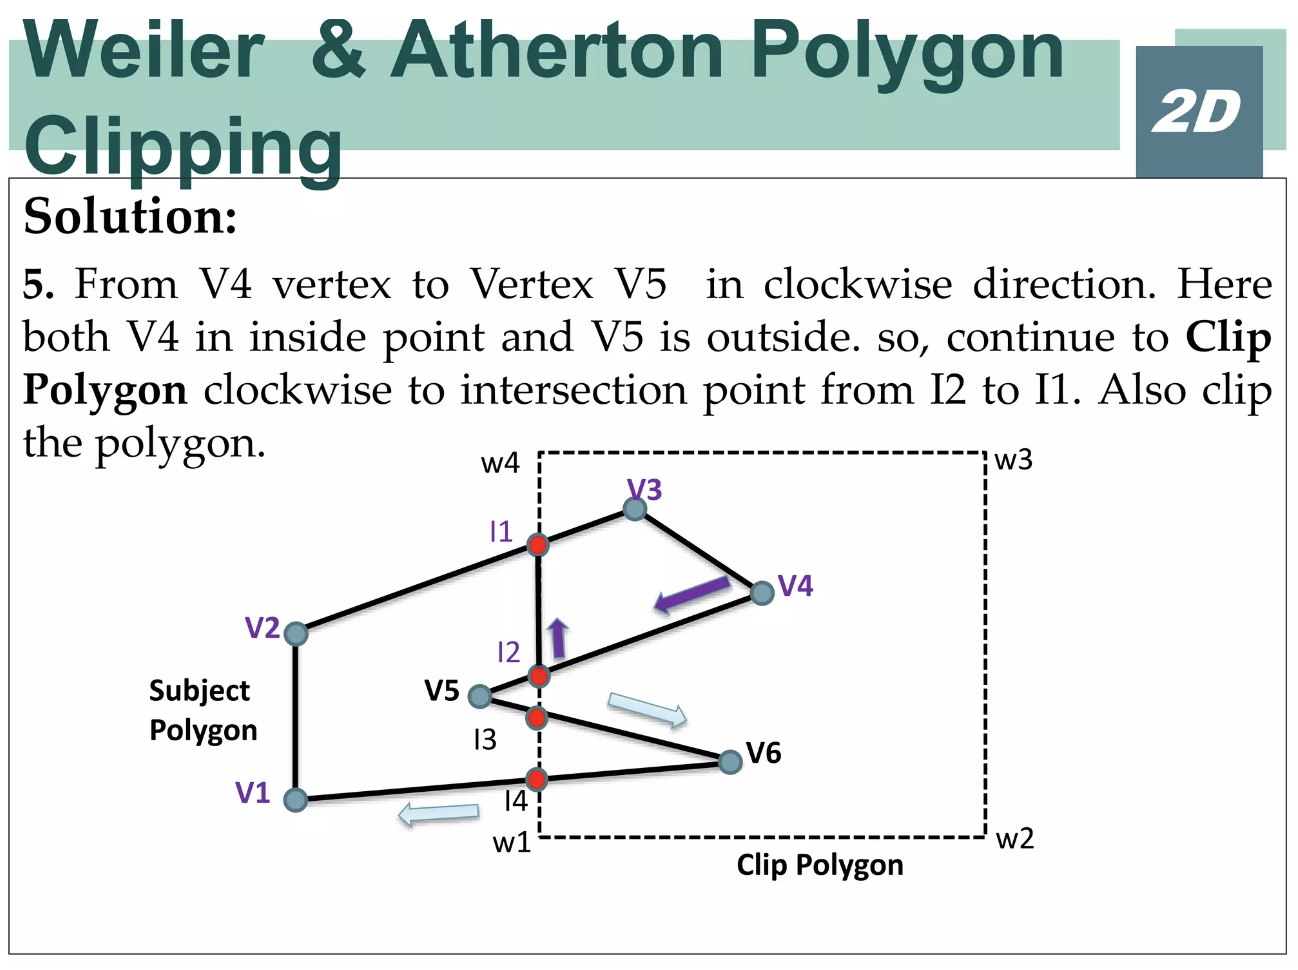 Weiler & Atherton Polygon
Clipping
2D
Solution:
5. From V4 vertex to Vertex V5 in clockwise direction. Here
both V4 in inside point and V5 is outside. so, continue to Clip
Polygon clockwise to intersection point from I2 to I1. Also clip
the polygon.
w4
w3
V3
I1
V4
V2
I2
Subject
Polygon
V5
I3
V6
V1
I4
w1
w2
Clip Polygon